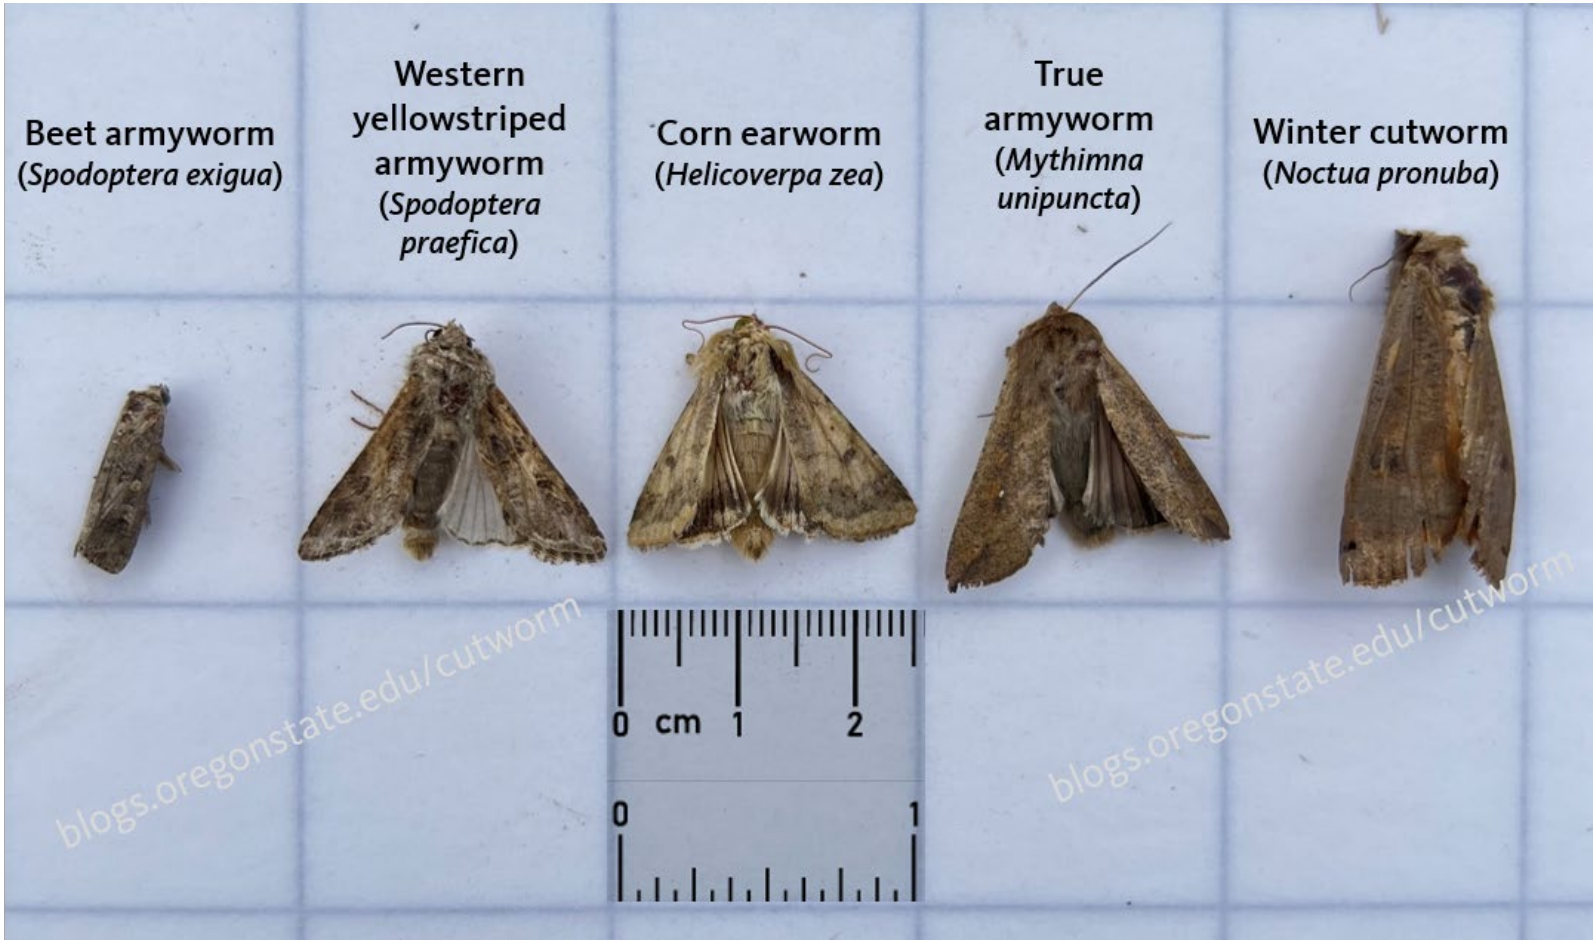 Beet armyworm
(Spodoptera exigua)
Western
yellowstriped
armyworm
(Spodoptera
praefica)
Corn earworm
(Helicoverpa zea)
True
armyworm
(Mythimna
unipuncta)
Winter cutworm
(Noctua pronuba)
blogs.oregonstate.edu/cutworm
blogs.oregonstate.edu/cutworm
0 cm 1 2
0 1